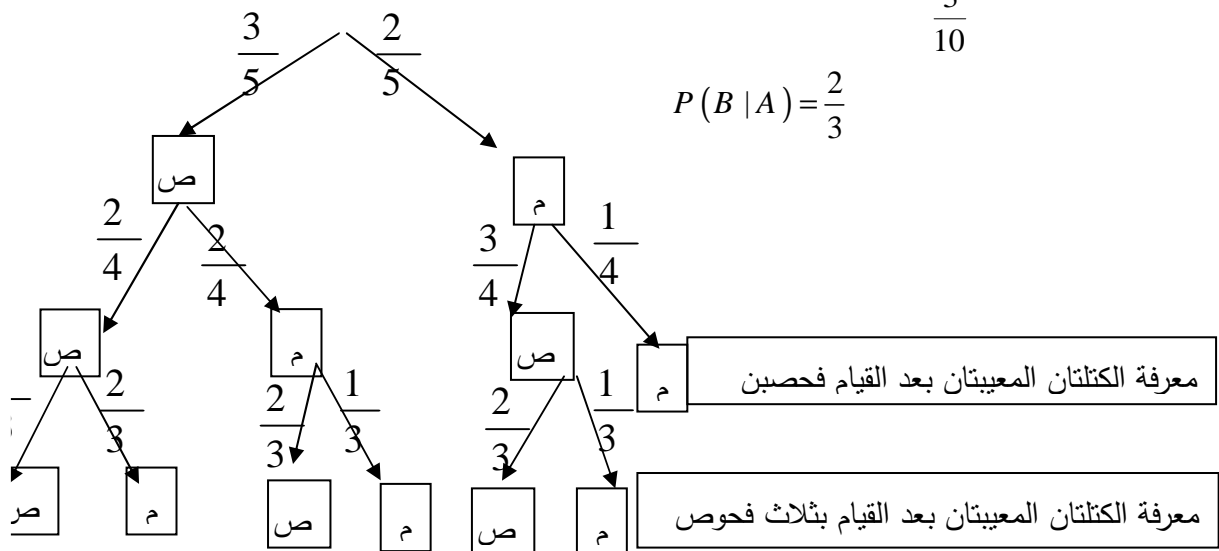 3/5 2/5
3/10
P(B|A)=2/3
ص م
2/4 2/4 3/4 1/4
ص م ص م معرفة الكتلتان المعيبتان بعد القيام فحصبن
2/3 2/3 1/3 2/3 1/3
ص م ص م ص م معرفة الكتلتان المعيبتان بعد القيام بثلاث فحوص